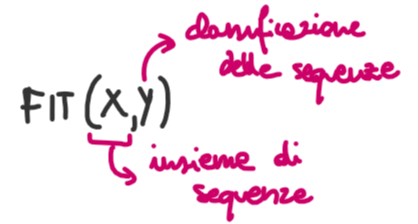 classificazione
delle sequenze
FIT(X,Y)
insieme di
sequenze